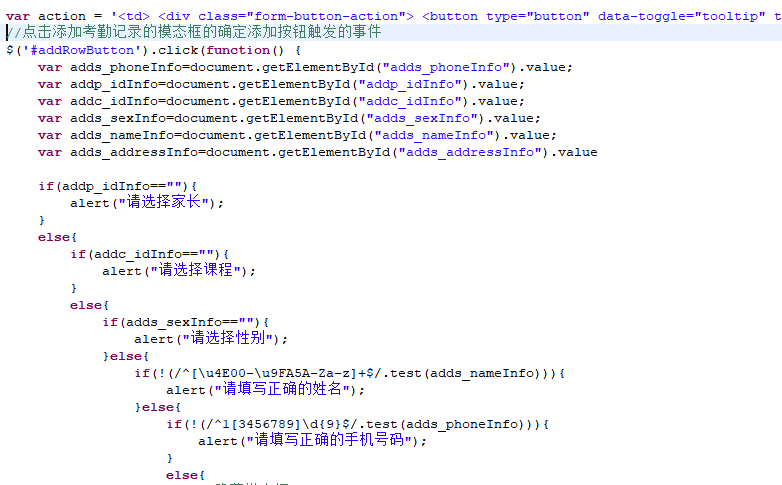 var action = '<td> <div class="form-button-action"> <button type="button" data-toggle="tooltip" t
//点击添加考勤记录的模态框的确定添加按钮触发的事件
$('#addRowButton').click(function() {
    var adds_phoneInfo=document.getElementById("adds_phoneInfo").value;
    var addp_idInfo=document.getElementById("addp_idInfo").value;
    var addc_idInfo=document.getElementById("addc_idInfo").value;
    var adds_sexInfo=document.getElementById("adds_sexInfo").value;
    var adds_nameInfo=document.getElementById("adds_nameInfo").value;
    var adds_addressInfo=document.getElementById("adds_addressInfo").value
    if(addp_idInfo==""){
        alert("请选择家长");
    }
    else{
        if(addc_idInfo==""){
            alert("请选择课程");
        }
        else{
            if(adds_sexInfo==""){
                alert("请选择性别");
            }else{
                if(!(/^[\u4E00-\u9FA5A-Za-z]+$/.test(adds_nameInfo))){
                    alert("请填写正确的姓名");
                }else{
                    if(!(/^1[3456789]\d{9}$/.test(adds_phoneInfo))){
                        alert("请填写正确的手机号码");
                    }
                    else{